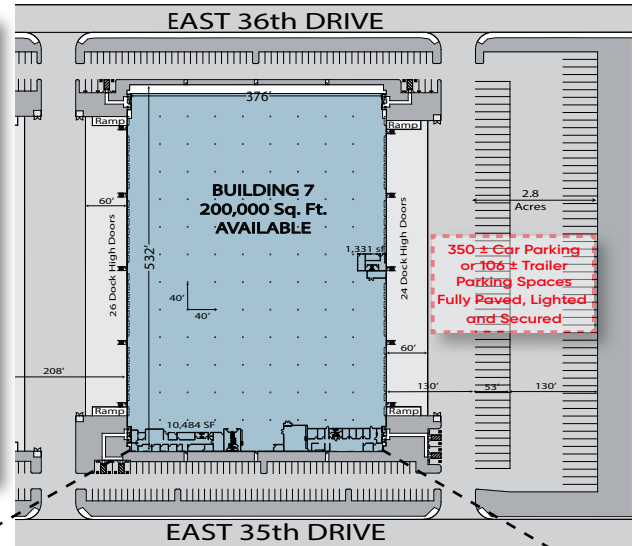 EAST 36th DRIVE
376'
Ramp
Ramp
60'
532'
BUILDING 7
200,000 Sq. Ft.
AVAILABLE
2.8
Acres
26 Dock High Doors
24 Dock High Doors
1,331 sf
350 ± Car Parking
or 106 ± Trailer
Parking Spaces
Fully Paved, Lighted
and Secured
40'
40'
60'
208'
130'
53'
130'
Ramp
Ramp
10,484 SF
EAST 35th DRIVE